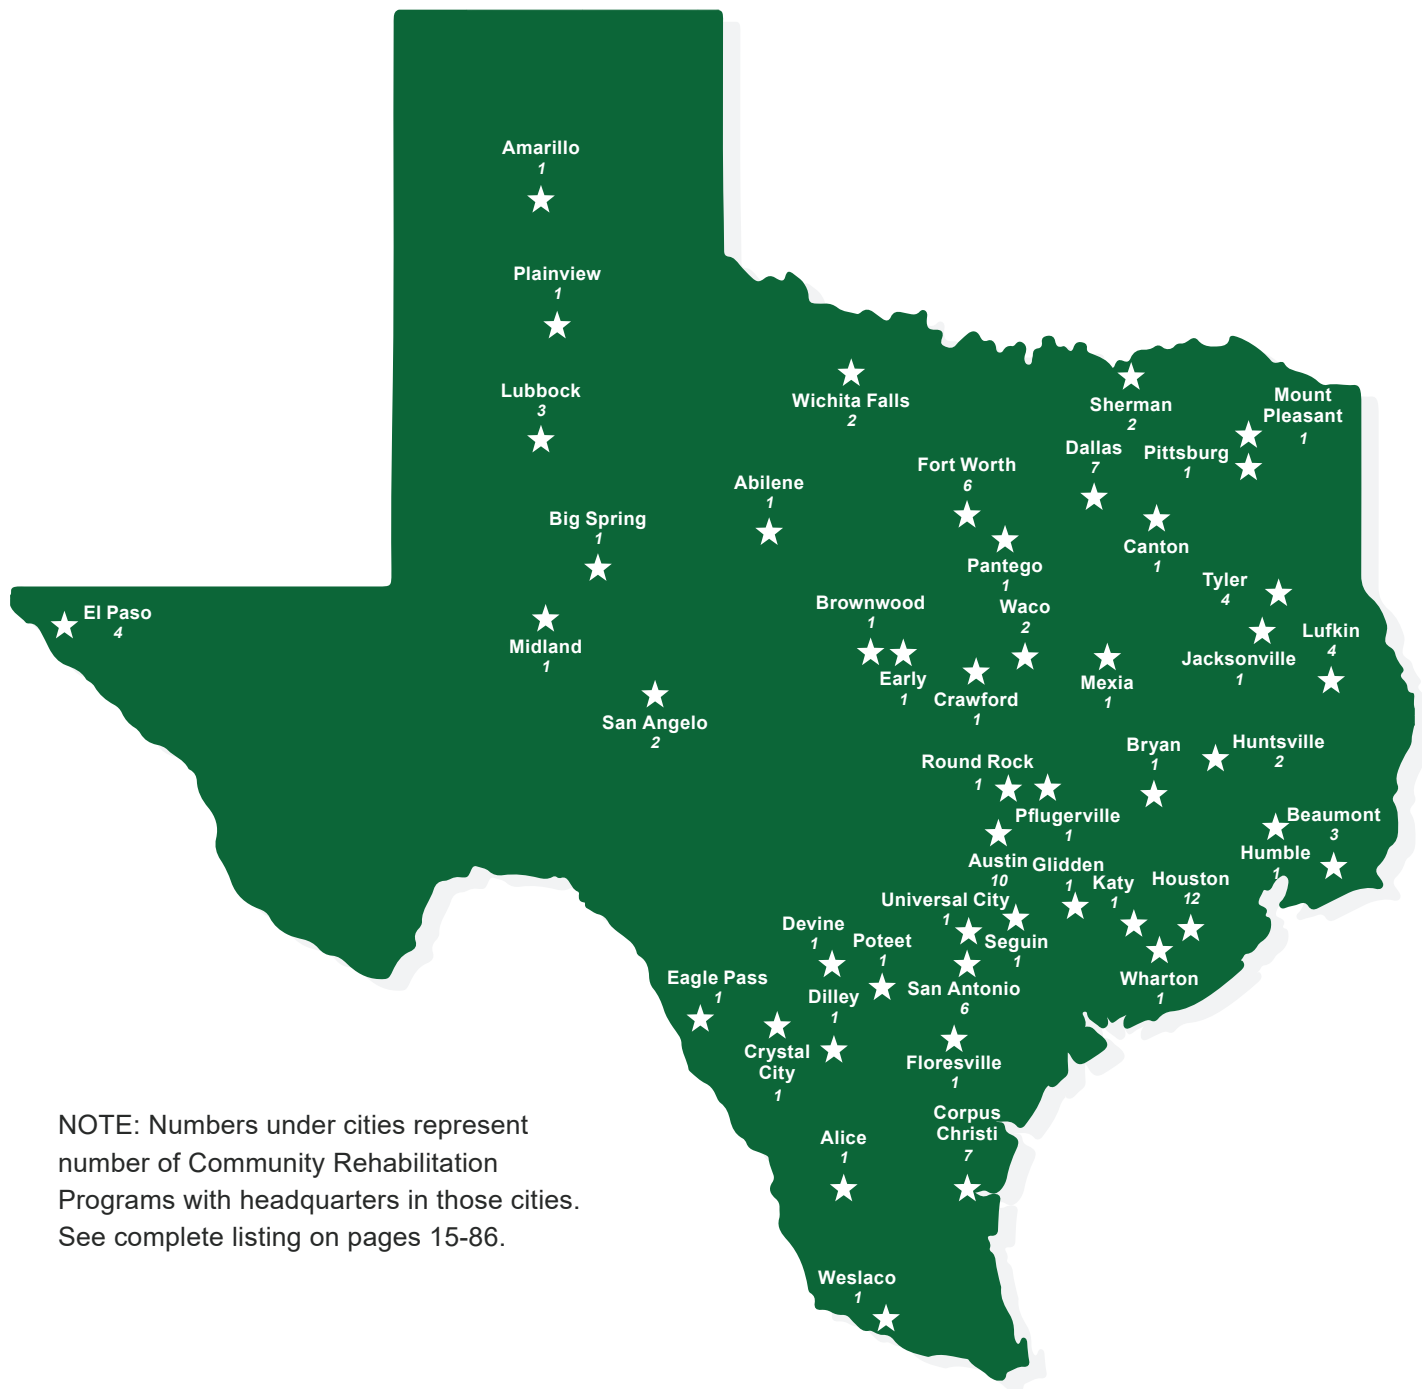 Amarillo
1
Plainview
1
Lubbock
3
Wichita Falls
2
Sherman
2
Mount
Pleasant
1
Dallas
7
Pittsburg
1
Fort Worth
6
Abilene
1
Big Spring
1
Canton
1
Pantego
1
Tyler
4
El Paso
4
Brownwood
1
Waco
2
Lufkin
4
Midland
1
Jacksonville
1
Early
1
Mexia
1
Crawford
1
San Angelo
2
Bryan
1
Huntsville
2
Round Rock
1
Pflugerville
1
Beaumont
3
Austin
10
Glidden
1
Humble
1
Katy
1
Houston
12
Universal City
1
Devine
1
Poteet
1
Seguin
1
Eagle Pass
1
Dilley
1
San Antonio
6
Wharton
1
Crystal
City
1
Floresville
1
Corpus
Christi
7
Alice
1
Weslaco
1
NOTE: Numbers under cities represent
number of Community Rehabilitation
Programs with headquarters in those cities.
See complete listing on pages 15-86.